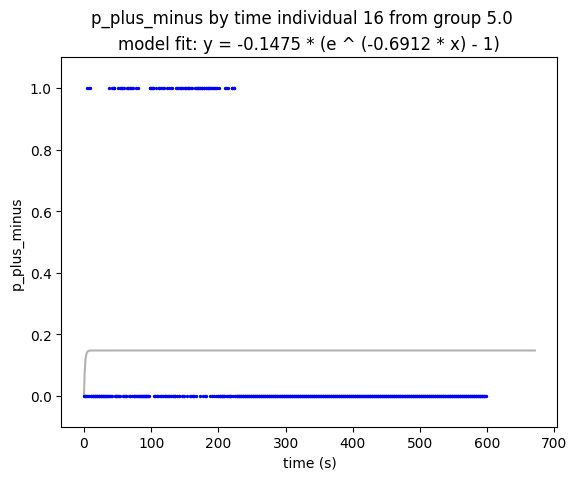 p_plus_minus by time individual 16 from group 5.0
model fit: y = -0.1475 * (e ^ (-0.6912 * x) - 1)
1.0
0.8
0.6
0.4
0.2
0.0
p_plus_minus
0 100 200 300 400 500 600 700
time (s)